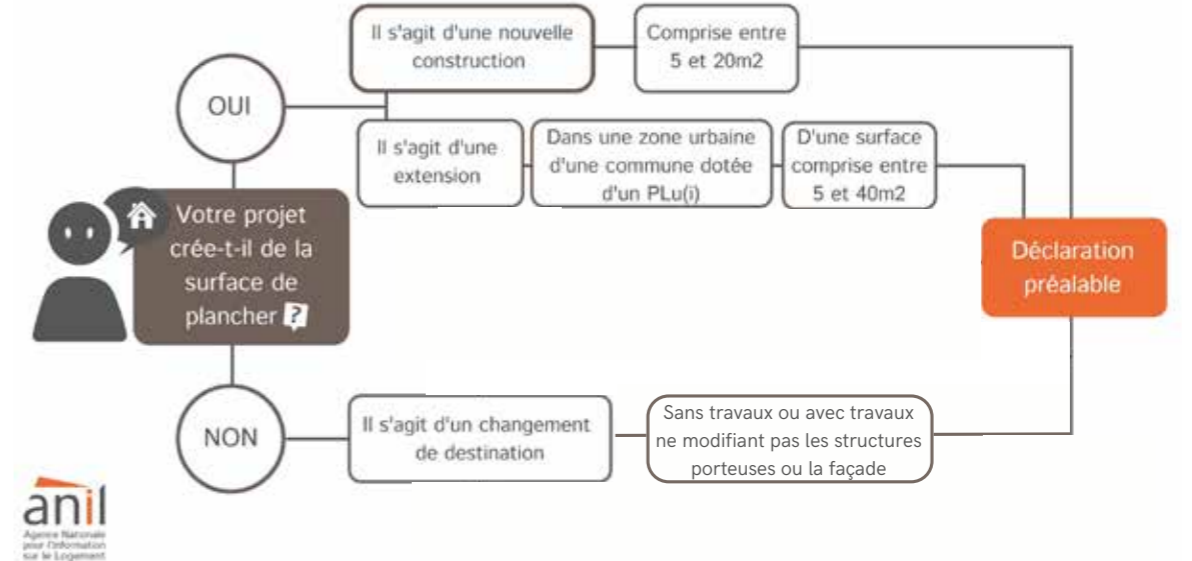 Il s'agit d'une nouvelle
construction
Comprise entre
5 et 20m2
OUI
Il s'agit d'une
extension
Dans une zone urbaine
d'une commune dotée
d'un PLu(i)
D'une surface
comprise entre
5 et 40m2
Votre projet
crée-t-il de la
surface de
plancher ?
Déclaration
préalable
NON
Il s'agit d'un changement
de destination
Sans travaux ou avec travaux
ne modifiant pas les structures
porteuses ou la façade
anil
Agence Nationale
pour l'Information
sur le Logement